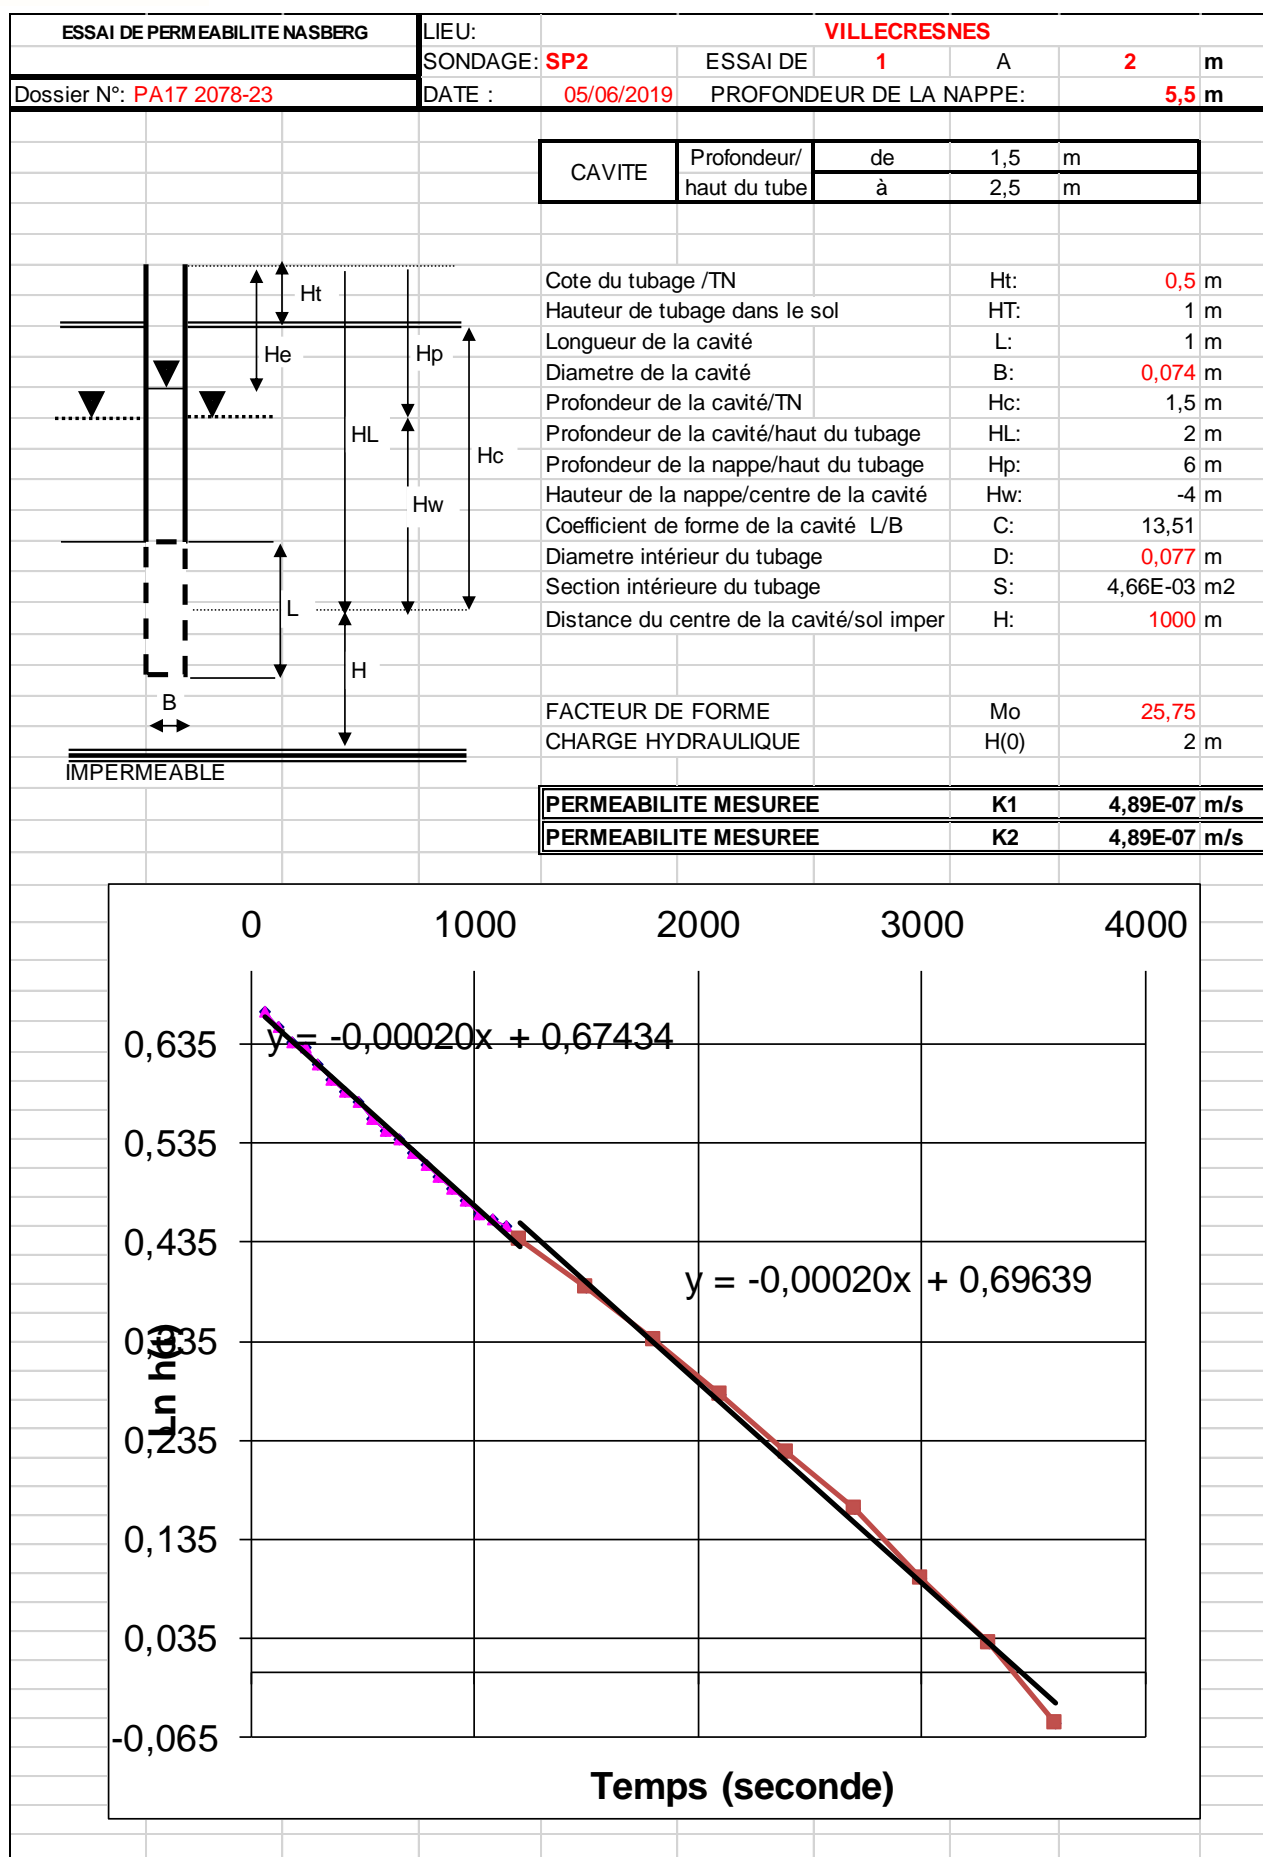 ESSAI DE PERMEABILITE NASBERG LIEU: VILLECRESNES
SONDAGE: SP2 ESSAI DE 1 A 2 m
Dossier N°: PA17 2078-23 DATE : 05/06/2019 PROFONDEUR DE LA NAPPE: 5,5 m
CAVITE Profondeur/ de 1,5 m
haut du tube à 2,5 m
Cote du tubage /TN Ht: 0,5 m
Hauteur de tubage dans le sol HT: 1 m
Longueur de la cavité L: 1 m
Diametre de la cavité B: 0,074 m
Profondeur de la cavité/TN Hc: 1,5 m
Profondeur de la cavité/haut du tubage HL: 2 m
Profondeur de la nappe/haut du tubage Hp: 6 m
Hauteur de la nappe/centre de la cavité Hw: -4 m
Coefficient de forme de la cavité L/B C: 13,51
Diametre intérieur du tubage D: 0,077 m
Section intérieure du tubage S: 4,66E-03 m2
Distance du centre de la cavité/sol imper H: 1000 m
Ht
He
Hp
HL
Hc
Hw
L
H
B
IMPERMEABLE
FACTEUR DE FORME Mo 25,75
CHARGE HYDRAULIQUE H(0) 2 m
PERMEABILITE MESUREE K1 4,89E-07 m/s
PERMEABILITE MESUREE K2 4,89E-07 m/s
0 1000 2000 3000 4000
y = -0,00020x + 0,67434
0,635
0,535
0,435
y = -0,00020x + 0,69639
0,335
Ln h(t)
0,235
0,135
0,035
-0,065
Temps (seconde)